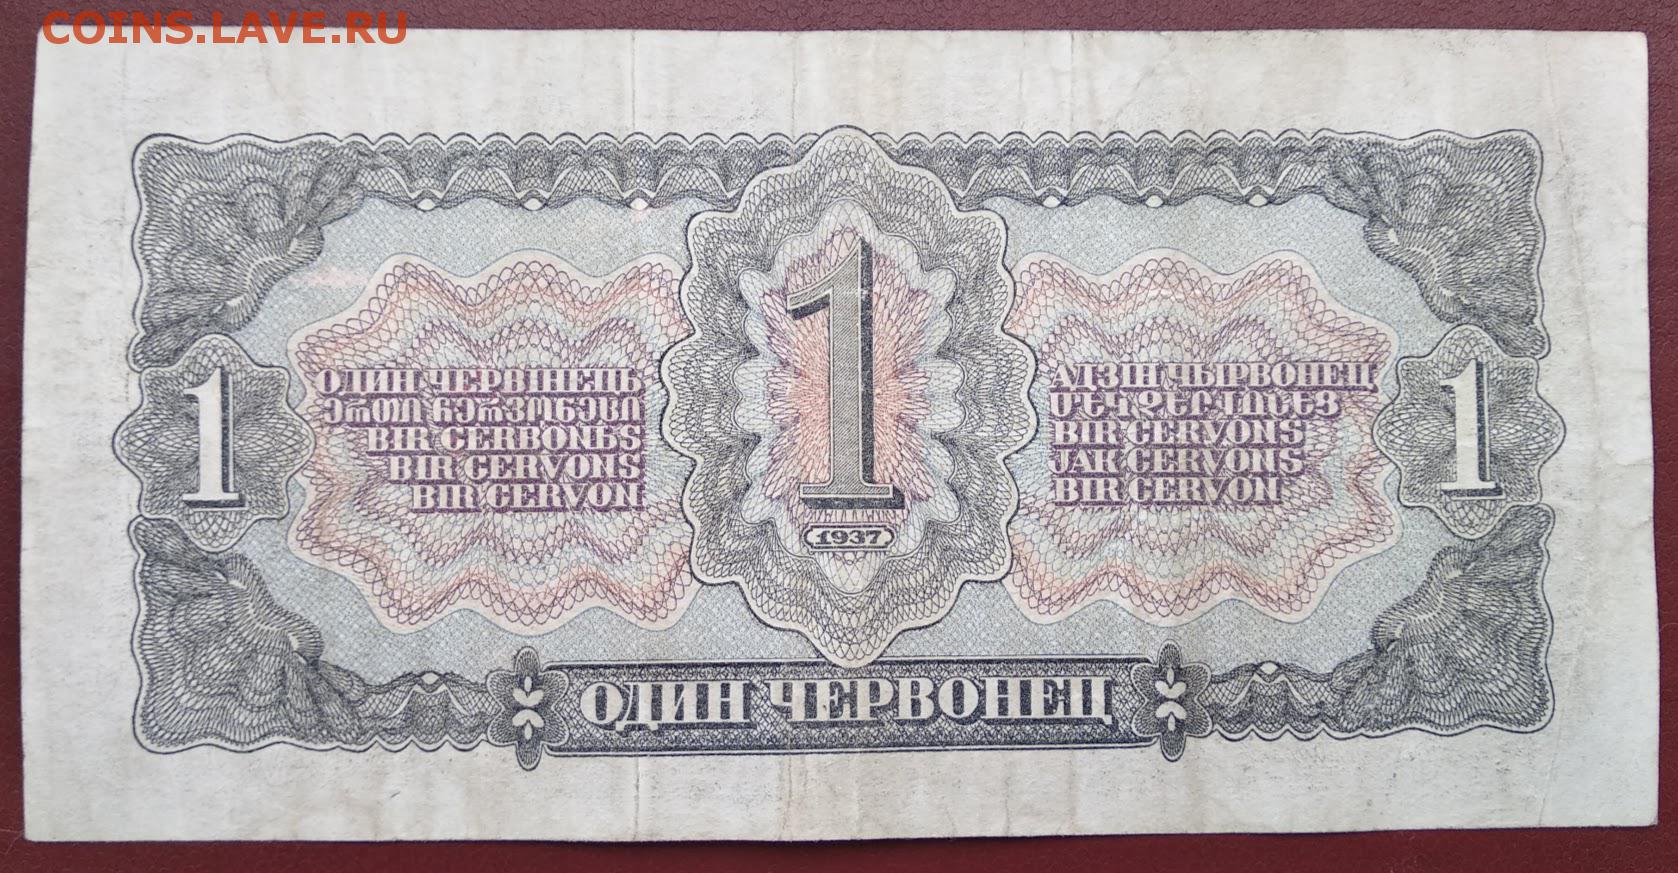 COINS.LAVE.RU
ОДИН ЧЕРВІНЕЦЬ
ერთი ჩერვონეცი
BIR CERBONЬS
BIR CERVONS
BIR CERVON
1
1
1937
АДЗІН ЧЫРВОНЕЦ
ՄԵԿ ՉԵՐՎՈՆԵՑ
BIR CERVONS
JAK CERVONS
BIR CERVON
1
ОДИН ЧЕРВОНЕЦ